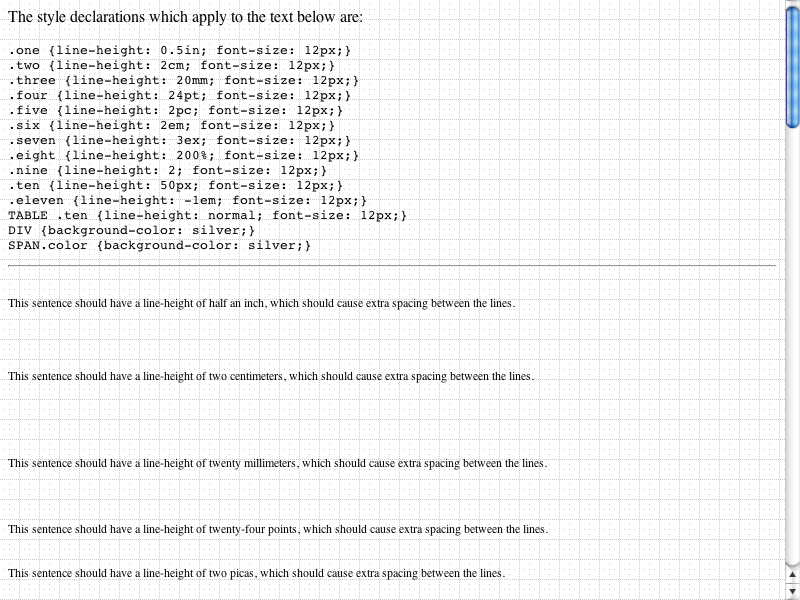 The style declarations which apply to the text below are:
.one {line-height: 0.5in; font-size: 12px;}
.two {line-height: 2cm; font-size: 12px;}
.three {line-height: 20mm; font-size: 12px;}
.four {line-height: 24pt; font-size: 12px;}
.five {line-height: 2pc; font-size: 12px;}
.six {line-height: 2em; font-size: 12px;}
.seven {line-height: 3ex; font-size: 12px;}
.eight {line-height: 200%; font-size: 12px;}
.nine {line-height: 2; font-size: 12px;}
.ten {line-height: 50px; font-size: 12px;}
.eleven {line-height: -1em; font-size: 12px;}
TABLE .ten {line-height: normal; font-size: 12px;}
DIV {background-color: silver;}
SPAN.color {background-color: silver;}
This sentence should have a line-height of half an inch, which should cause extra spacing between the lines.
This sentence should have a line-height of two centimeters, which should cause extra spacing between the lines.
This sentence should have a line-height of twenty millimeters, which should cause extra spacing between the lines.
This sentence should have a line-height of twenty-four points, which should cause extra spacing between the lines.
This sentence should have a line-height of two picas, which should cause extra spacing between the lines.